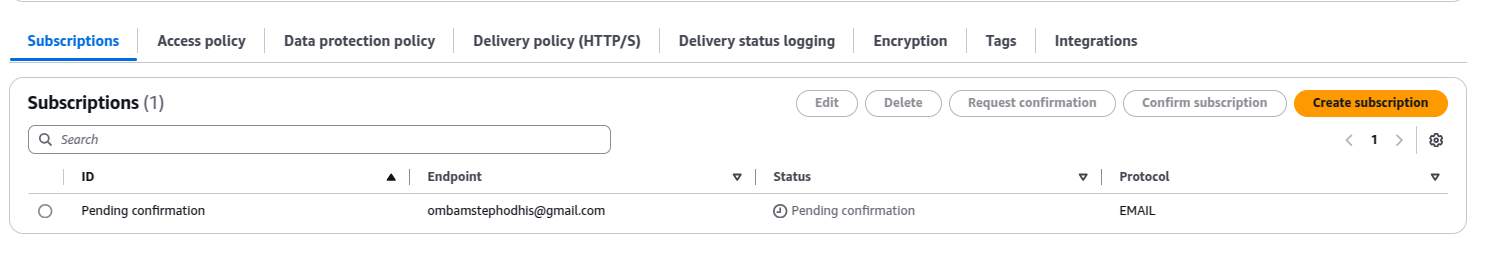 Subscriptions Access policy Data protection policy Delivery policy (HTTP/S) Delivery status logging Encryption Tags Integrations
Subscriptions (1) Edit Delete Request confirmation Confirm subscription Create subscription
Search 1
ID Endpoint Status Protocol
Pending confirmation ombamstephodhis@gmail.com Pending confirmation EMAIL